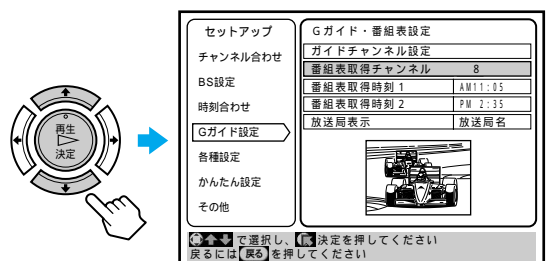 再生
決定
セットアップ
チャンネル合わせ
BS設定
時刻合わせ
Gガイド設定
各種設定
かんたん設定
その他
Gガイド・番組表設定
ガイドチャンネル設定
番組表取得チャンネル 8
番組表取得時刻1 AM11:05
番組表取得時刻2 PM 2:35
放送局表示 放送局名
で選択し、 決定を押してください
戻るには 戻る を押してください